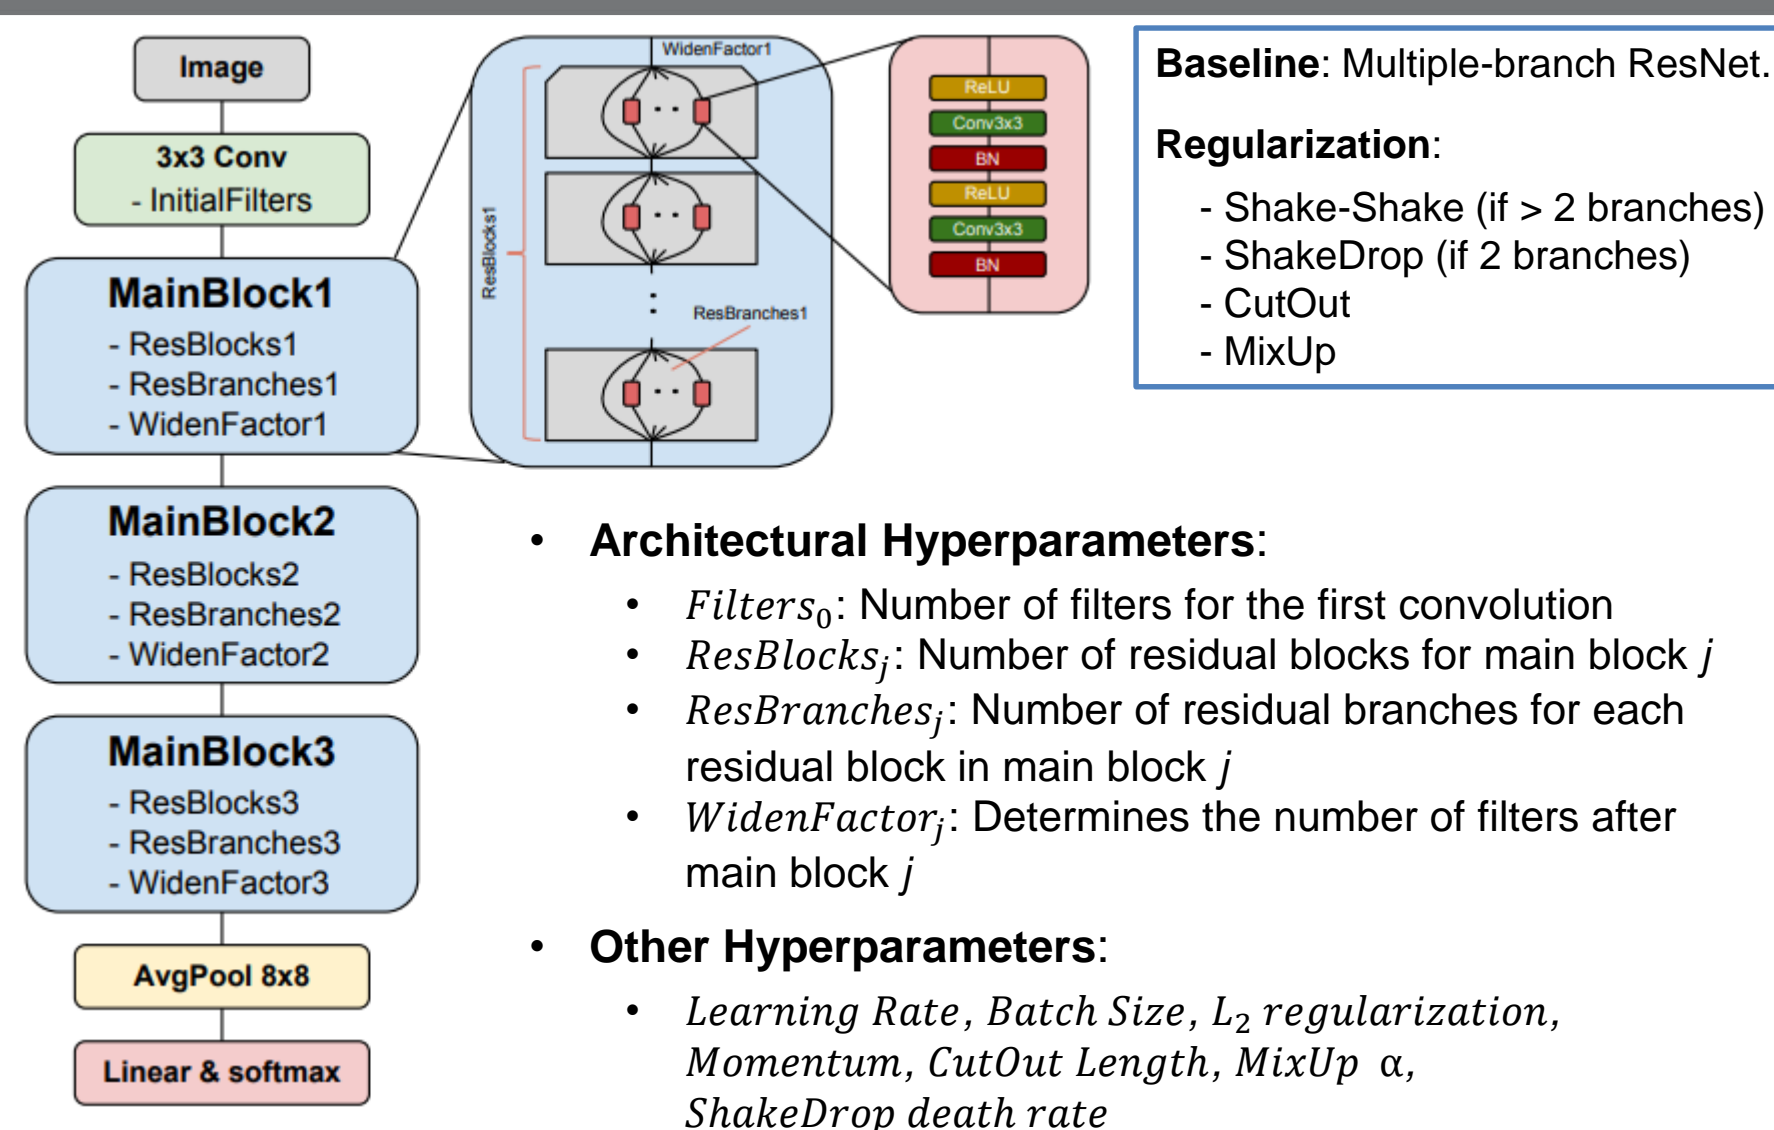 Image
3x3 Conv
- InitialFilters
MainBlock1
- ResBlocks1
- ResBranches1
- WidenFactor1
MainBlock2
- ResBlocks2
- ResBranches2
- WidenFactor2
MainBlock3
- ResBlocks3
- ResBranches3
- WidenFactor3
AvgPool 8x8
Linear & softmax
WidenFactor1
ResBlocks1
ResBranches1
ReLU
Conv3x3
BN
ReLU
Conv3x3
BN
Baseline: Multiple-branch ResNet.
Regularization:
- Shake-Shake (if > 2 branches)
- ShakeDrop (if 2 branches)
- CutOut
- MixUp
• Architectural Hyperparameters:
• Filters₀: Number of filters for the first convolution
• ResBlocksⱼ: Number of residual blocks for main block j
• ResBranchesⱼ: Number of residual branches for each
residual block in main block j
• WidenFactorⱼ: Determines the number of filters after
main block j
• Other Hyperparameters:
• Learning Rate, Batch Size, L₂ regularization,
Momentum, CutOut Length, MixUp α,
ShakeDrop death rate